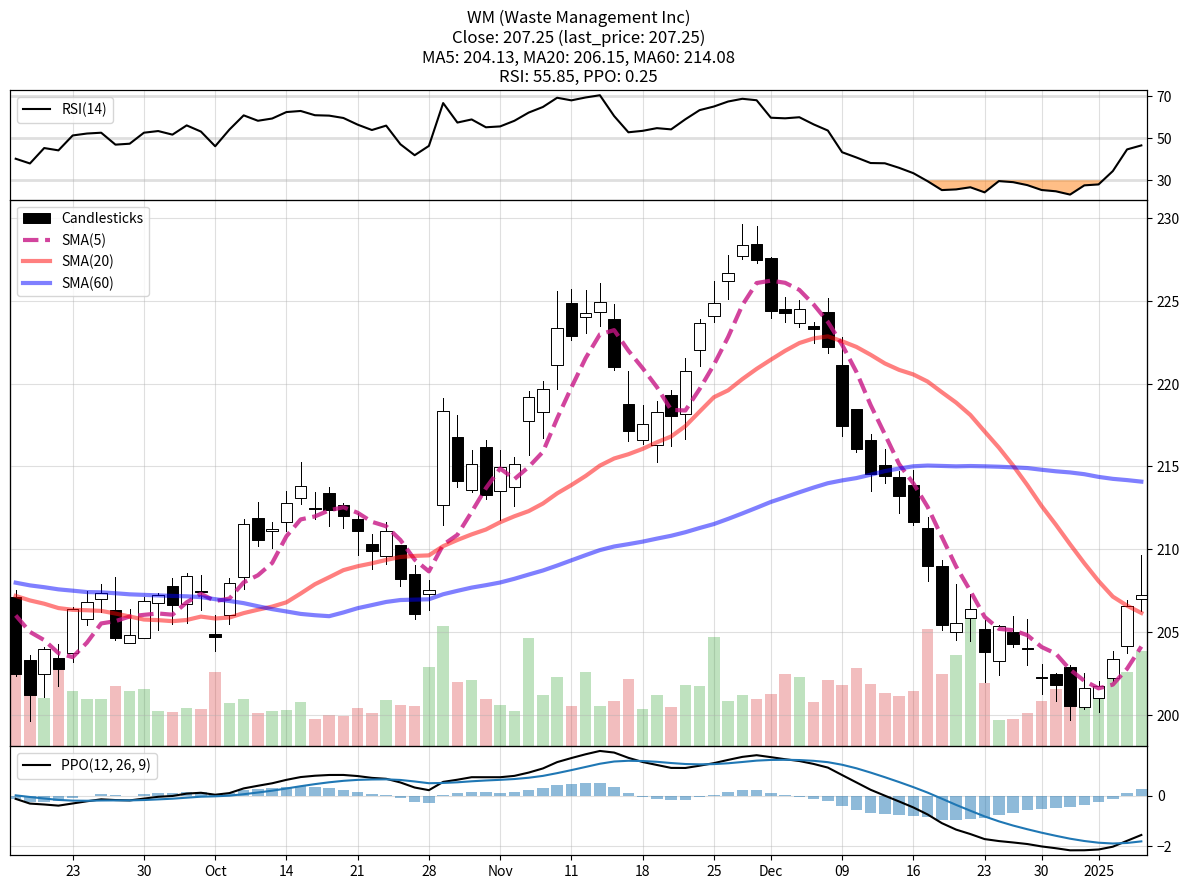 WM (Waste Management Inc)
Close: 207.25 (last_price: 207.25)
MA5: 204.13, MA20: 206.15, MA60: 214.08
RSI: 55.85, PPO: 0.25
RSI(14)
70
50
30
Candlesticks
SMA(5)
SMA(20)
SMA(60)
230
225
220
215
210
205
200
PPO(12, 26, 9)
0
−2
23 30 Oct 14 21 28 Nov 11 18 25 Dec 09 16 23 30 2025